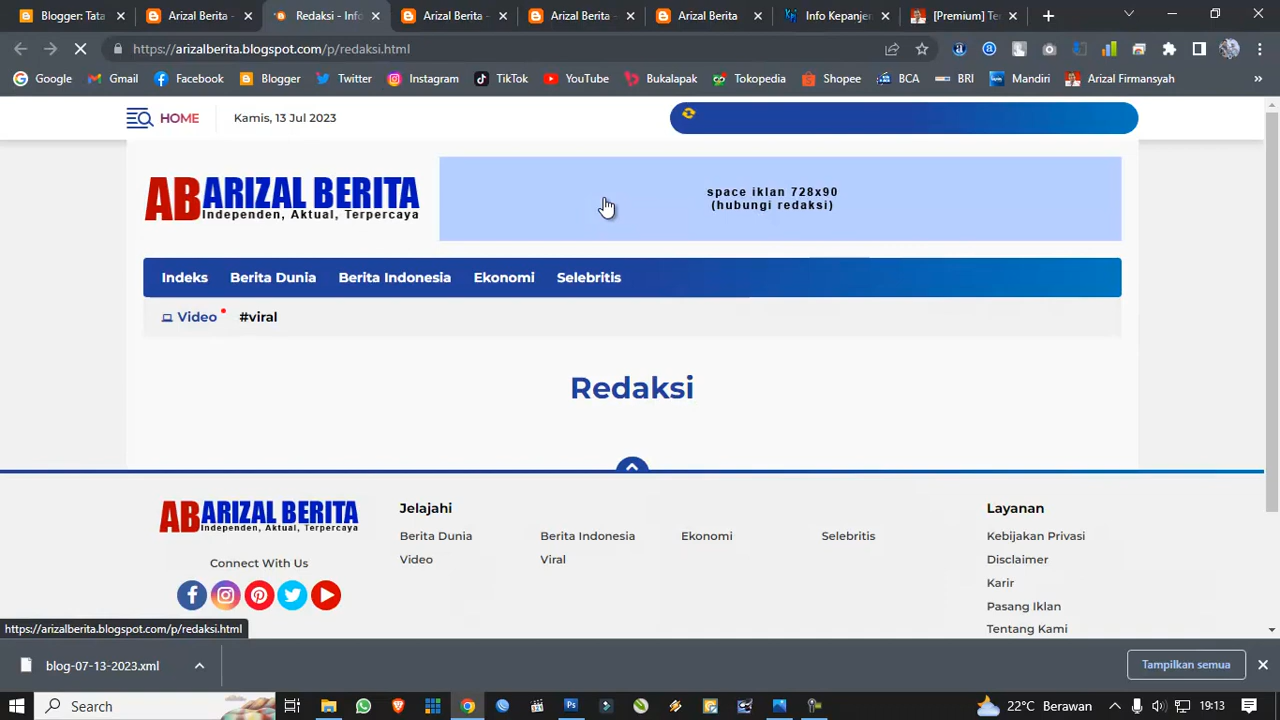 Blogger: Tata
Arizal Berita -
Redaksi - Info
Arizal Berita -
Arizal Berita -
Arizal Berita
Info Kepanjen
[Premium] Te
https://arizalberita.blogspot.com/p/redaksi.html
Google
Gmail
Facebook
Blogger
Twitter
Instagram
TikTok
YouTube
Bukalapak
Tokopedia
Shopee
BCA
BRI
Mandiri
Arizal Firmansyah
HOME
Kamis, 13 Jul 2023
AB ARIZAL BERITA
Independen, Aktual, Terpercaya
space iklan 728x90
(hubungi redaksi)
Indeks Berita Dunia Berita Indonesia Ekonomi Selebritis
Video #viral
Redaksi
AB ARIZAL BERITA
Independen, Aktual, Terpercaya
Connect With Us
Jelajahi
Berita Dunia Berita Indonesia Ekonomi Selebritis
Video Viral
Layanan
Kebijakan Privasi
Disclaimer
Karir
Pasang Iklan
Tentang Kami
https://arizalberita.blogspot.com/p/redaksi.html
blog-07-13-2023.xml
Tampilkan semua
Search
22°C Berawan
19:13